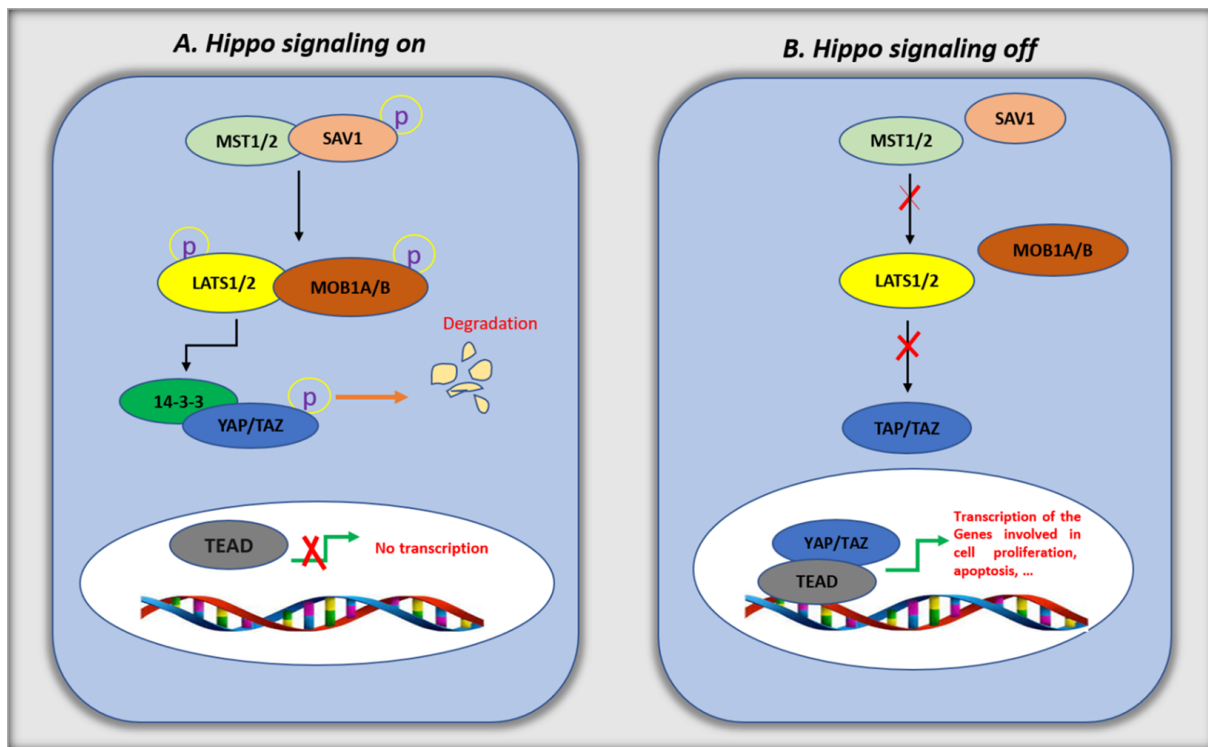 A. Hippo signaling on
p
MST1/2
SAV1
p
p
LATS1/2
MOB1A/B
Degradation
14-3-3
p
YAP/TAZ
TEAD
No transcription
B. Hippo signaling off
SAV1
MST1/2
MOB1A/B
LATS1/2
TAP/TAZ
YAP/TAZ
TEAD
Transcription of the
Genes involved in
cell proliferation,
apoptosis, ...